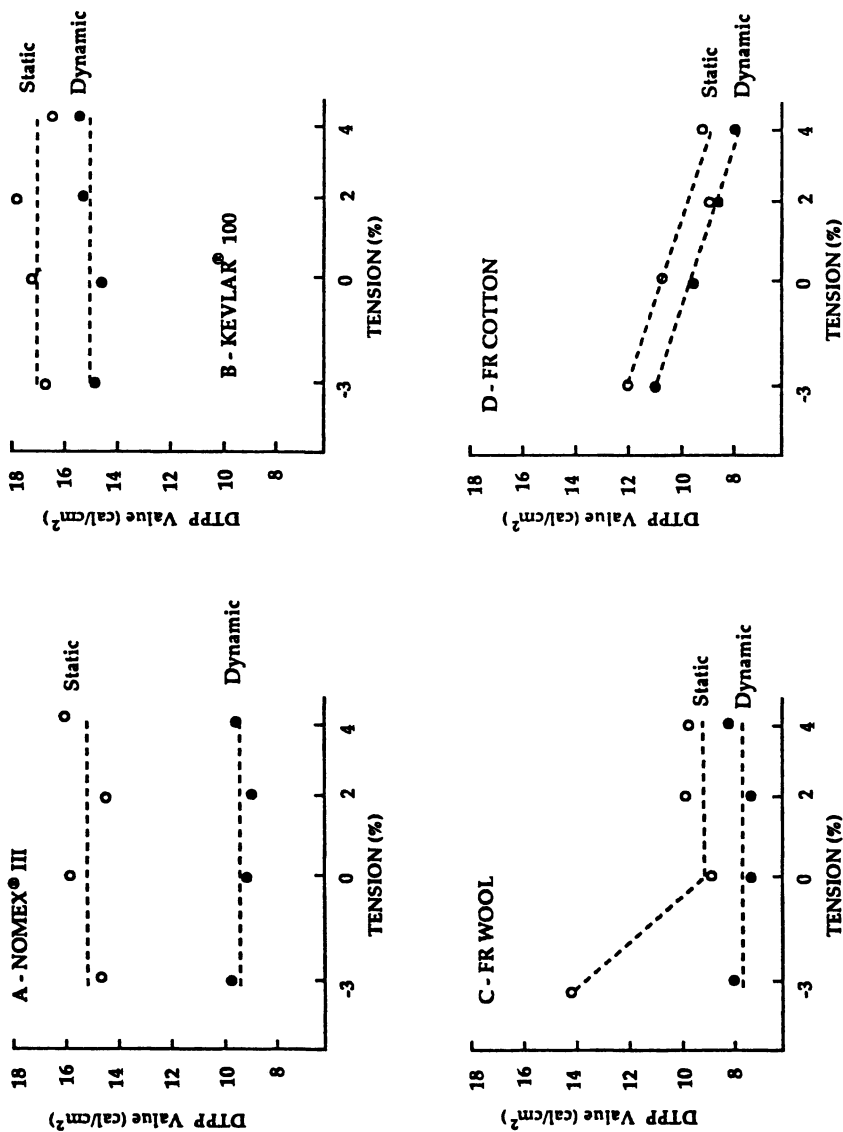 A - NOMEX® III
DTPP Value (cal/cm²)
18
16
14
12
10
8
Static
Dynamic
-3
0
2
4
TENSION (%)
B - KEVLAR® 100
DTPP Value (cal/cm²)
18
16
14
12
10
8
Static
Dynamic
-3
0
2
4
TENSION (%)
C - FR WOOL
DTPP Value (cal/cm²)
18
16
14
12
10
8
Static
Dynamic
-3
0
2
4
TENSION (%)
D - FR COTTON
DTPP Value (cal/cm²)
18
16
14
12
10
8
Static
Dynamic
-3
0
2
4
TENSION (%)